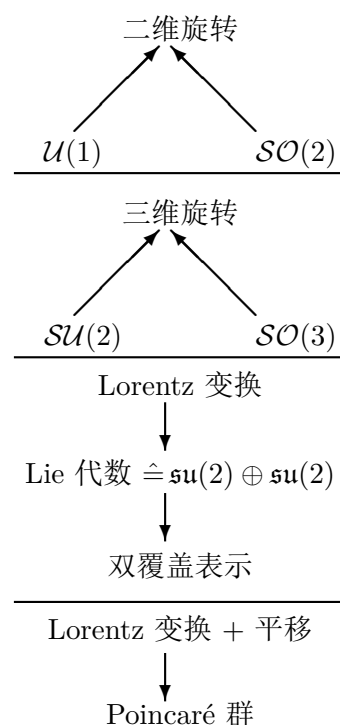 二维旋转
𝒰(1) 𝒮𝒪(2)
三维旋转
𝒮𝒰(2) 𝒮𝒪(3)
Lorentz 变换
Lie 代数 ≙ 𝔰𝔲(2) ⊕ 𝔰𝔲(2)
双覆盖表示
Lorentz 变换 + 平移
Poincaré 群